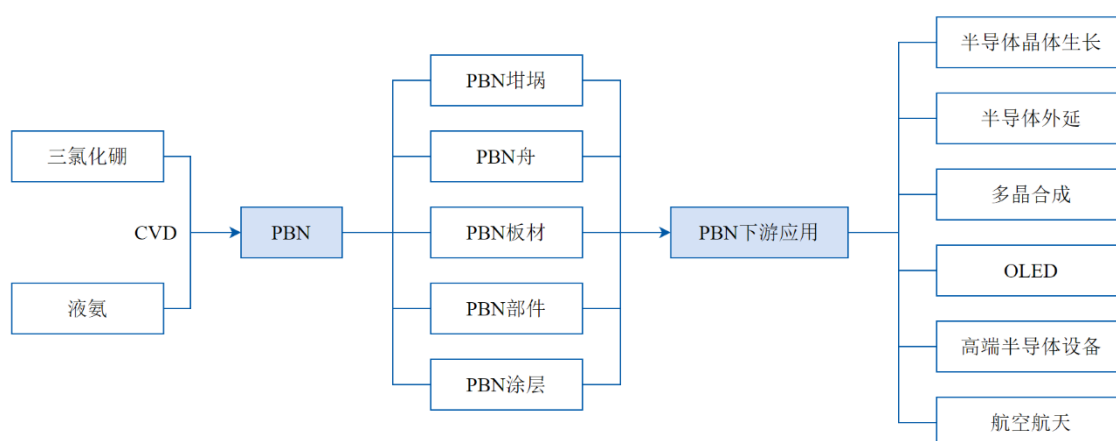 三氯化硼
CVD
液氨
PBN
PBN坩埚
PBN舟
PBN板材
PBN部件
PBN涂层
PBN下游应用
半导体晶体生长
半导体外延
多晶合成
OLED
高端半导体设备
航空航天